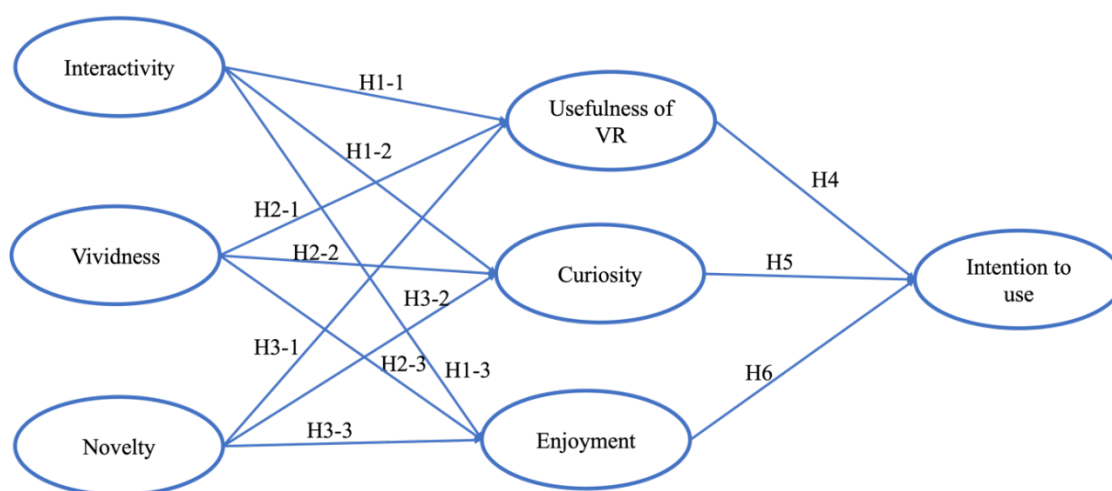 Interactivity
H1-1
Usefulness of
VR
H1-2
H4
H2-1
Vividness
H2-2
Curiosity
H5
Intention to
use
H3-2
H3-1
H2-3
H1-3
H6
Novelty
H3-3
Enjoyment